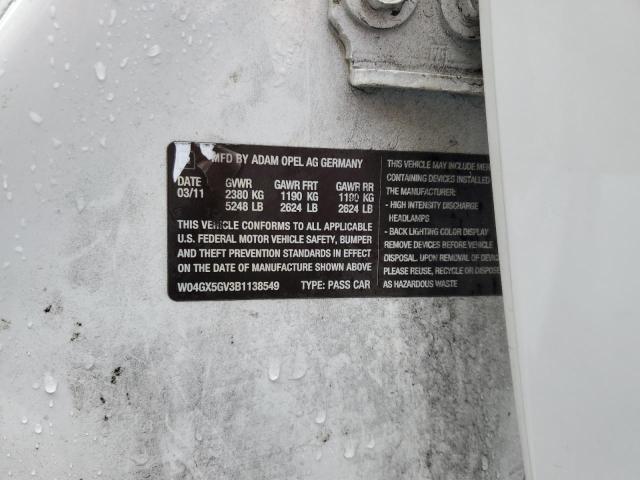 MFD BY ADAM OPEL AG GERMANY
DATE GVWR GAWR FRT GAWR RR
03/11 2380 KG 1190 KG 1190 KG
5248 LB 2624 LB 2624 LB
THIS VEHICLE CONFORMS TO ALL APPLICABLE
U.S. FEDERAL MOTOR VEHICLE SAFETY, BUMPER
AND THEFT PREVENTION STANDARDS IN EFFECT
ON THE DATE OF MANUFACTURE SHOWN ABOVE
W04GX5GV3B1138549 TYPE: PASS CAR
THIS VEHICLE MAY INCLUDE MER
CONTAINING DEVICES INSTALLED
THE MANUFACTURER:
- HIGH INTENSITY DISCHARGE
HEADLAMPS
- BACK LIGHTING COLOR DISPLAY
REMOVE DEVICES BEFORE VEHICLE
DISPOSAL. UPON REMOVAL OF DEVIC
PLEASE REUSE, RECYCLE OR DISPOSE
AS HAZARDOUS WASTE